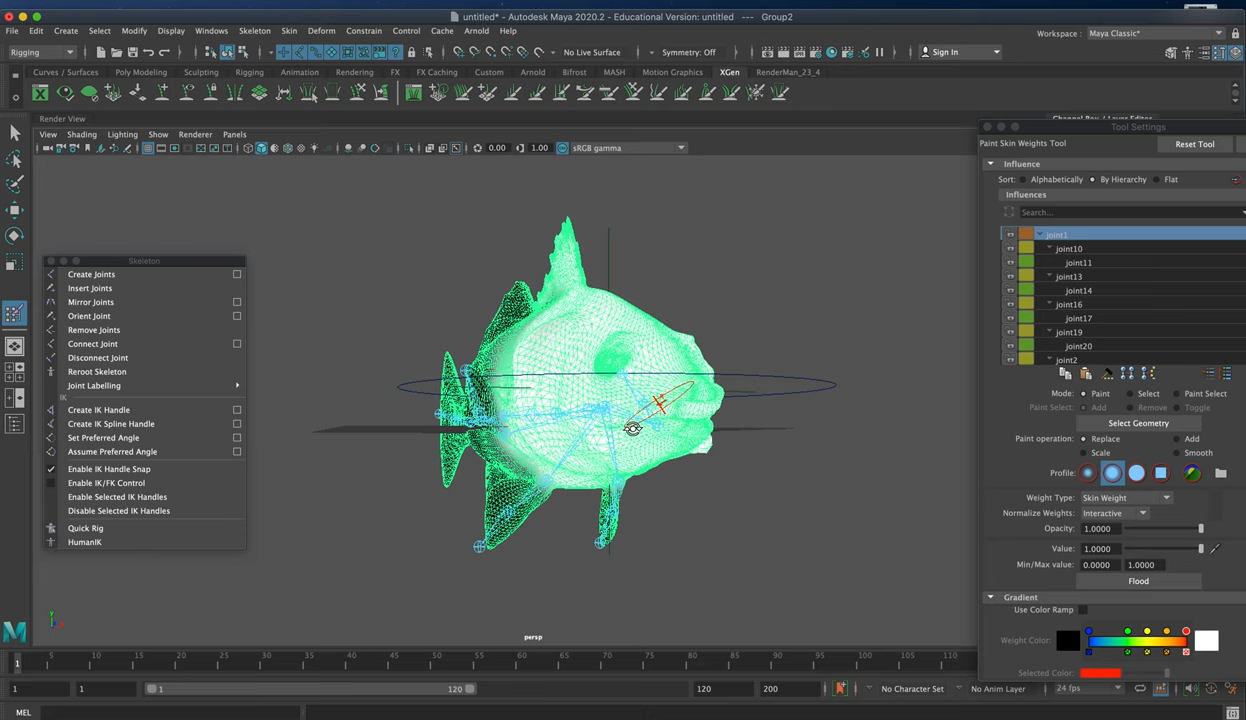 untitled* - Autodesk Maya 2020.2 - Educational Version: untitled --- Group2
File Edit Create Select Modify Display Windows Skeleton Skin Deform Constrain Control Cache Arnold Help
Workspace : Maya Classic*
Rigging No Live Surface Symmetry: Off Sign In
Curves / Surfaces Poly Modeling Sculpting Rigging Animation Rendering FX FX Caching Custom Arnold Bifrost MASH Motion Graphics XGen RenderMan_23_4
Render View
View Shading Lighting Show Renderer Panels
0.00 1.00 sRGB gamma
Skeleton
Create Joints
Insert Joints
Mirror Joints
Orient Joint
Remove Joints
Connect Joint
Disconnect Joint
Reroot Skeleton
Joint Labelling
IK
Create IK Handle
Create IK Spline Handle
Set Preferred Angle
Assume Preferred Angle
Enable IK Handle Snap
Enable IK/FK Control
Enable Selected IK Handles
Disable Selected IK Handles
Quick Rig
HumanIK
persp
Tool Settings
Paint Skin Weights Tool Reset Tool
Influence
Sort: Alphabetically By Hierarchy Flat
Influences
Search...
joint1
joint10
joint11
joint13
joint14
joint16
joint17
joint19
joint20
joint2
Mode: Paint Select Paint Select
Paint Select: Add Remove Toggle
Select Geometry
Paint operation: Replace Add
Scale Smooth
Profile:
Weight Type: Skin Weight
Normalize Weights: Interactive
Opacity: 1.0000
Value: 1.0000
Min/Max value: 0.0000 1.0000
Flood
Gradient
Use Color Ramp
Weight Color:
Selected Color:
5 10 15 20 25 30 35 40 45 50 55 60 65 70 75 80 85 90 95 100 105 110
1
1 1 1 120 120 200 No Character Set No Anim Layer 24 fps
MEL